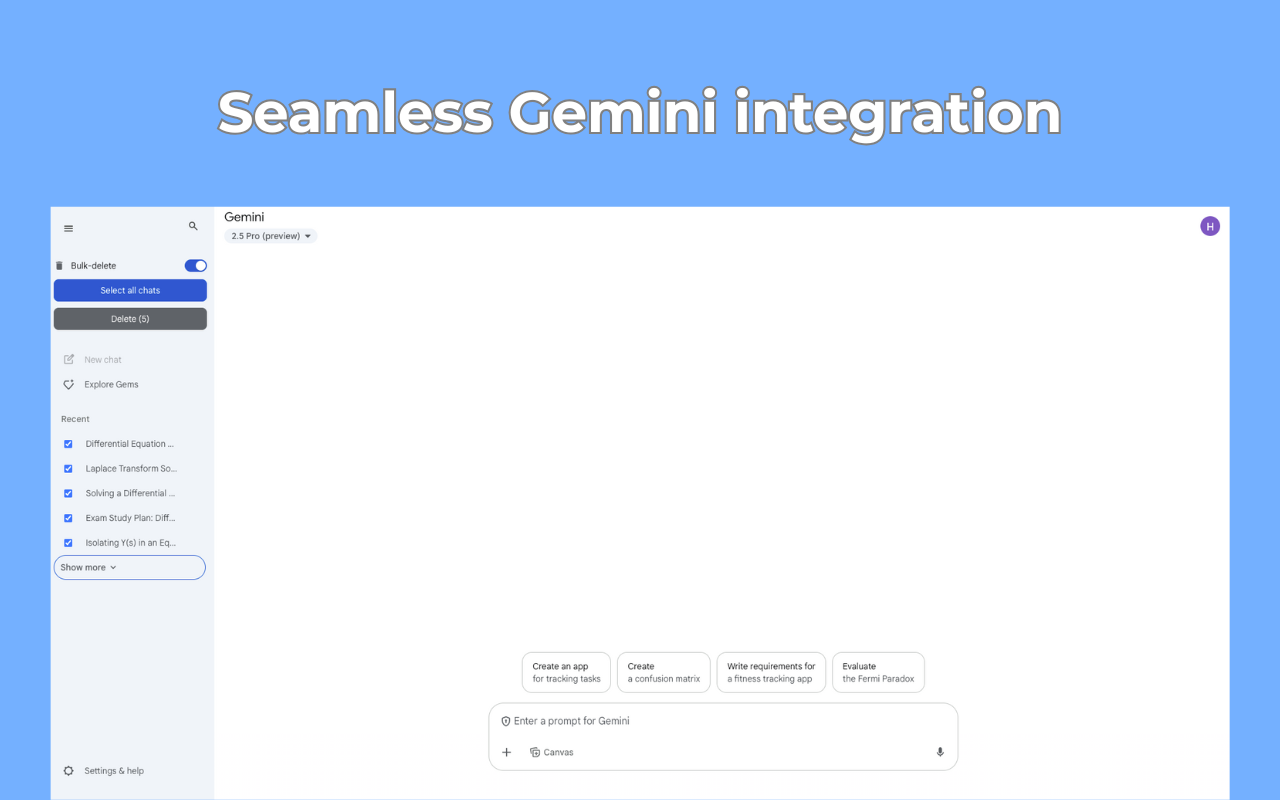 Seamless Gemini integration
Gemini
2.5 Pro (preview)
H
Bulk-delete
Select all chats
Delete (5)
New chat
Explore Gems
Recent
Differential Equation ...
Laplace Transform So...
Solving a Differential ...
Exam Study Plan: Diff...
Isolating Y(s) in an Eq...
Show more
Settings & help
Create an app
for tracking tasks
Create
a confusion matrix
Write requirements for
a fitness tracking app
Evaluate
the Fermi Paradox
Enter a prompt for Gemini
Canvas